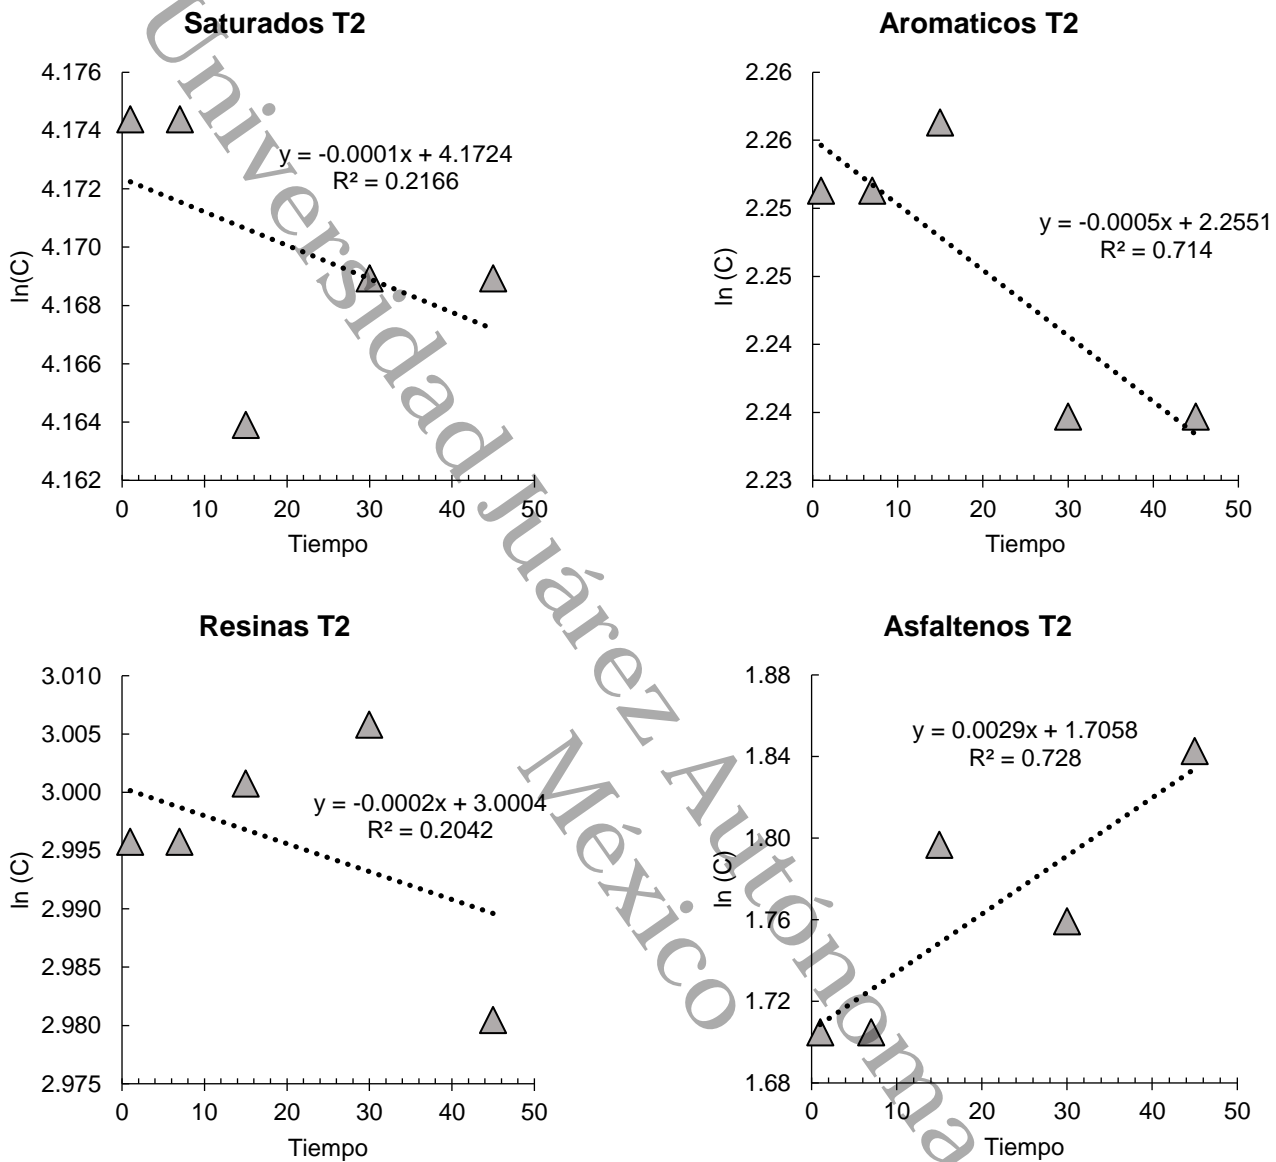 Saturados T2
4.176
4.174
4.172
4.170
4.168
4.166
4.164
4.162
ln(C)
y = -0.0001x + 4.1724
R² = 0.2166
0 10 20 30 40 50
Tiempo
Aromaticos T2
2.26
2.26
2.25
2.25
2.24
2.24
2.23
ln (C)
y = -0.0005x + 2.2551
R² = 0.714
0 10 20 30 40 50
Tiempo
Resinas T2
3.010
3.005
3.000
2.995
2.990
2.985
2.980
2.975
ln (C)
y = -0.0002x + 3.0004
R² = 0.2042
0 10 20 30 40 50
Tiempo
Asfaltenos T2
1.88
1.84
1.80
1.76
1.72
1.68
ln (C)
y = 0.0029x + 1.7058
R² = 0.728
0 10 20 30 40 50
Tiempo
Universidad Juárez Autónoma
México